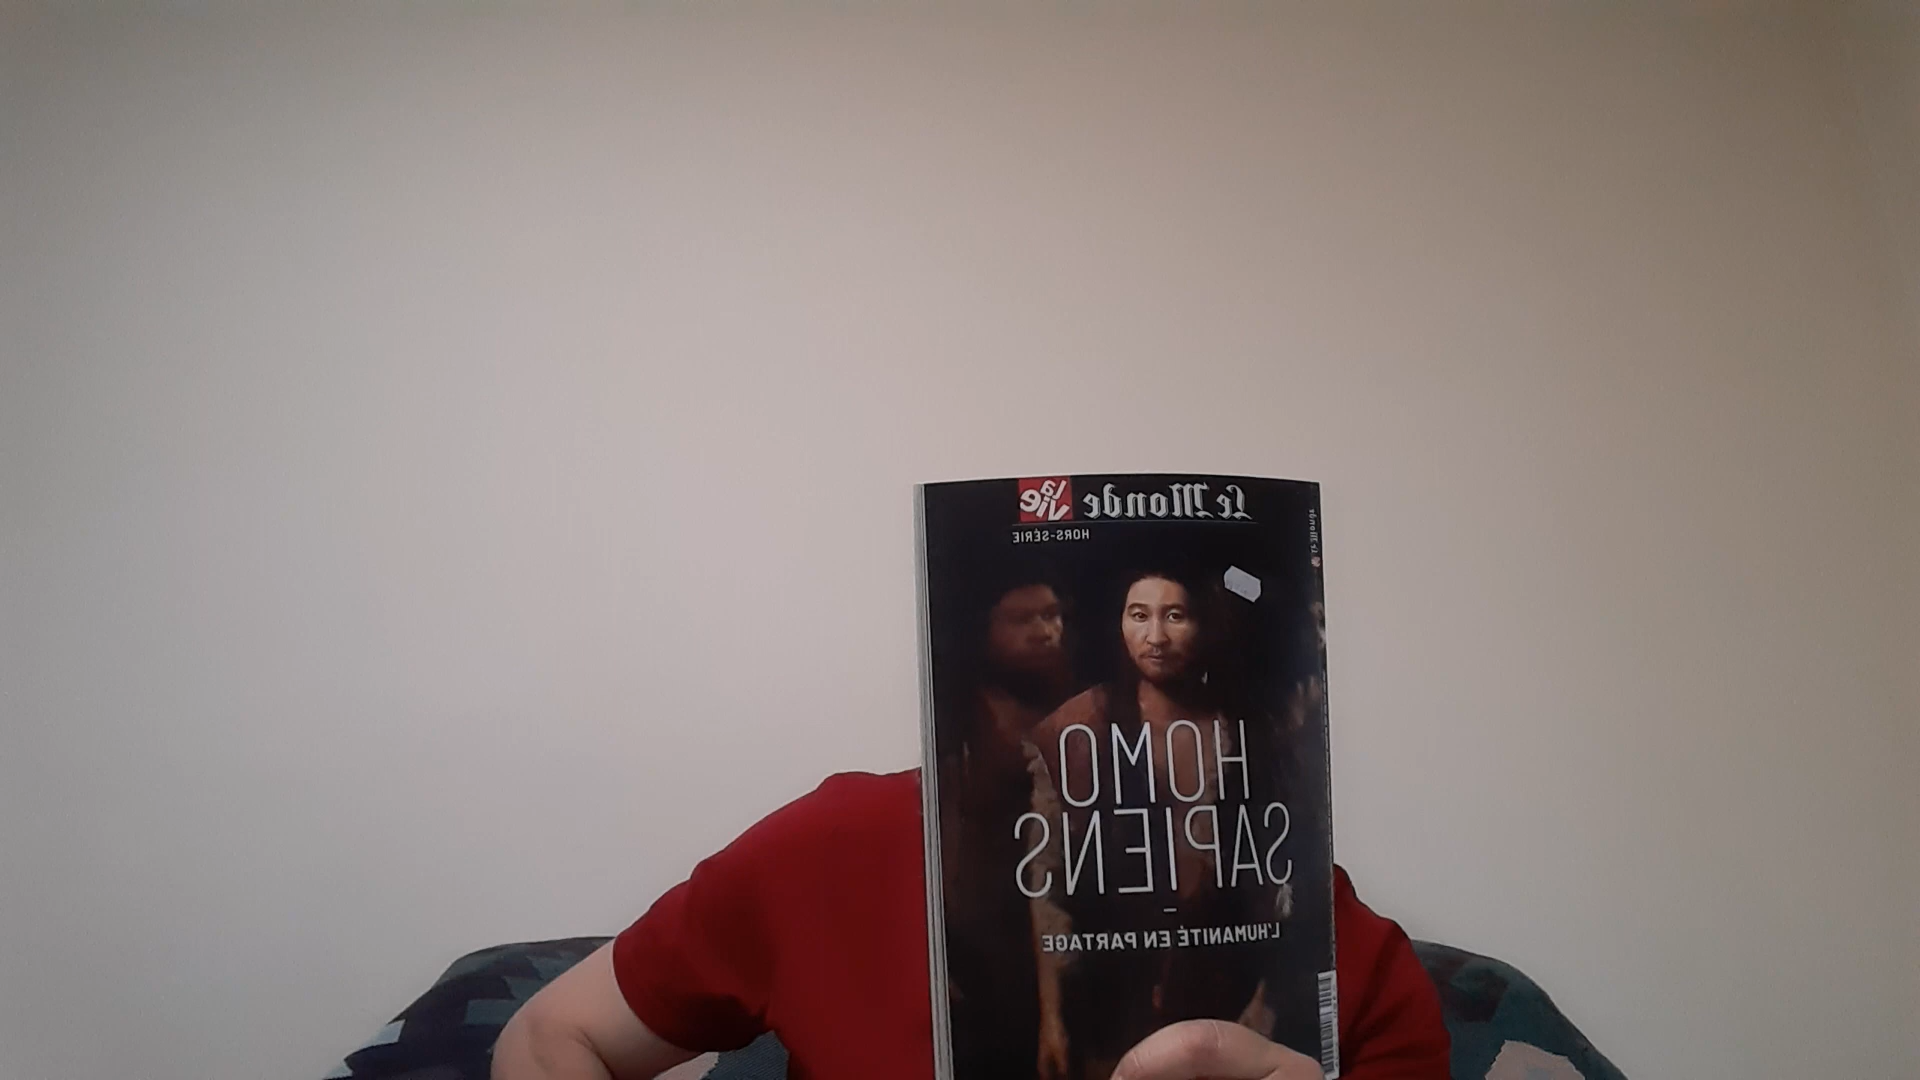 Le Monde
La Vie
HORS-SÉRIE
HOMO
SAPIENS
L'HUMANITÉ EN PARTAGE